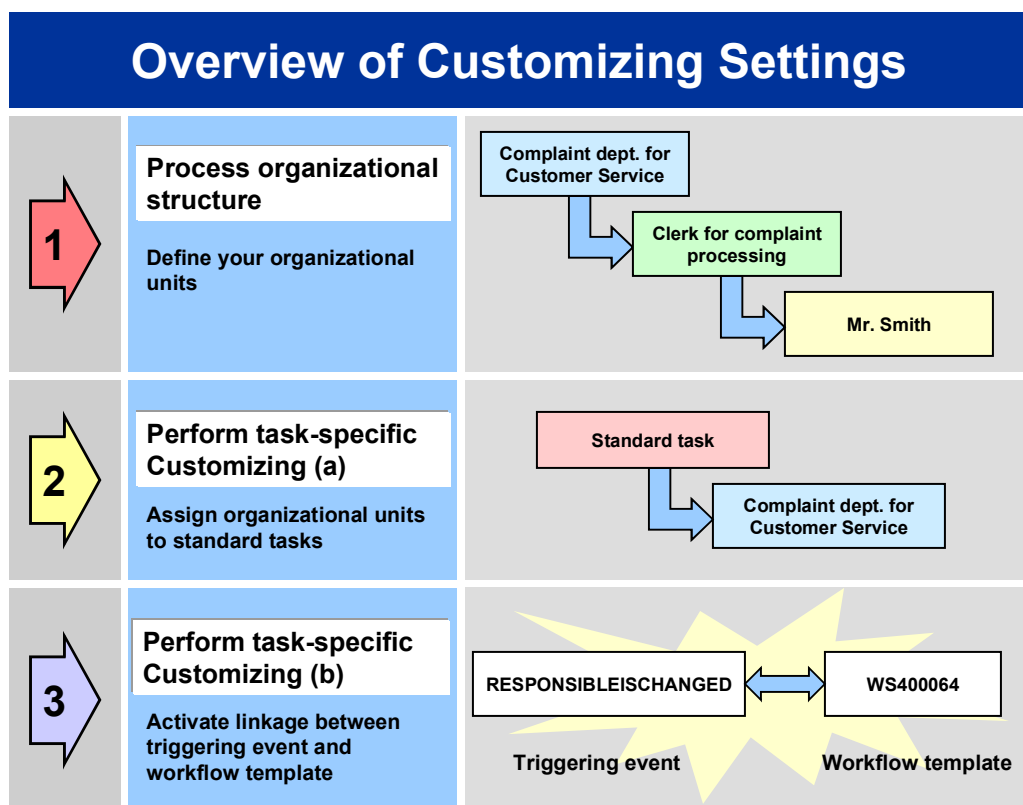 Overview of Customizing Settings
1
Process organizational
structure
Define your organizational
units
Complaint dept. for
Customer Service
Clerk for complaint
processing
Mr. Smith
2
Perform task-specific
Customizing (a)
Assign organizational units
to standard tasks
Standard task
Complaint dept. for
Customer Service
3
Perform task-specific
Customizing (b)
Activate linkage between
triggering event and
workflow template
RESPONSIBLEISCHANGED
WS400064
Triggering event
Workflow template